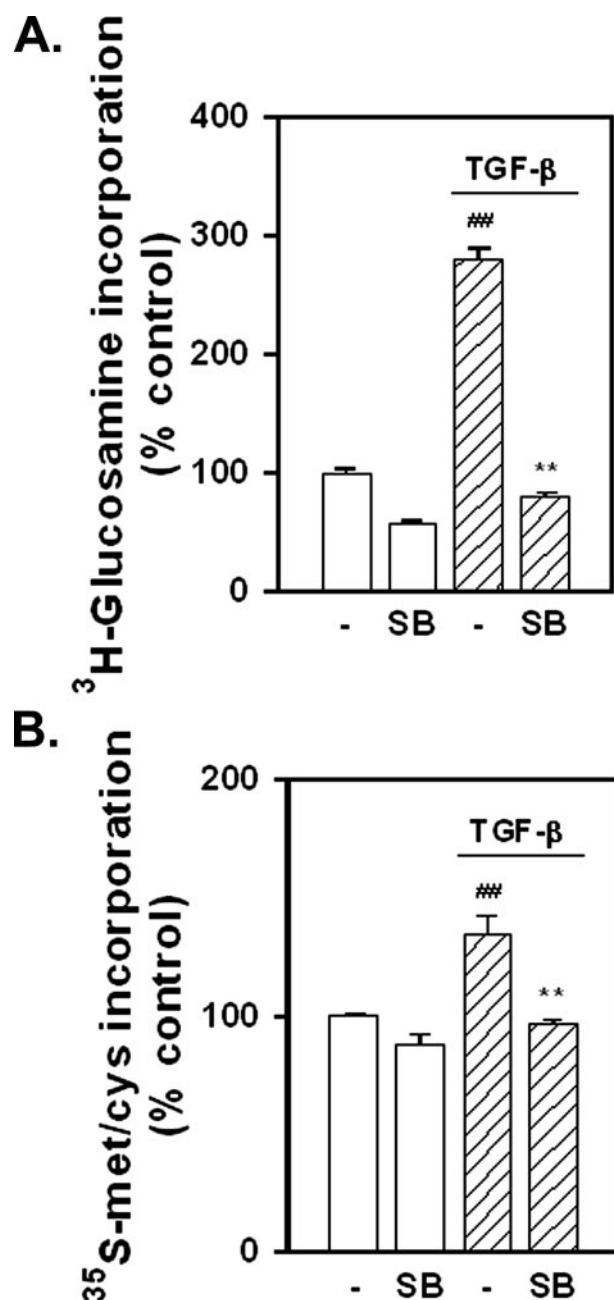 A.
³H-Glucosamine incorporation
(% control)
400
300
200
100
0
TGF-β
##
**
- SB - SB
B.
³⁵S-met/cys incorporation
(% control)
200
100
0
TGF-β
##
**
- SB - SB